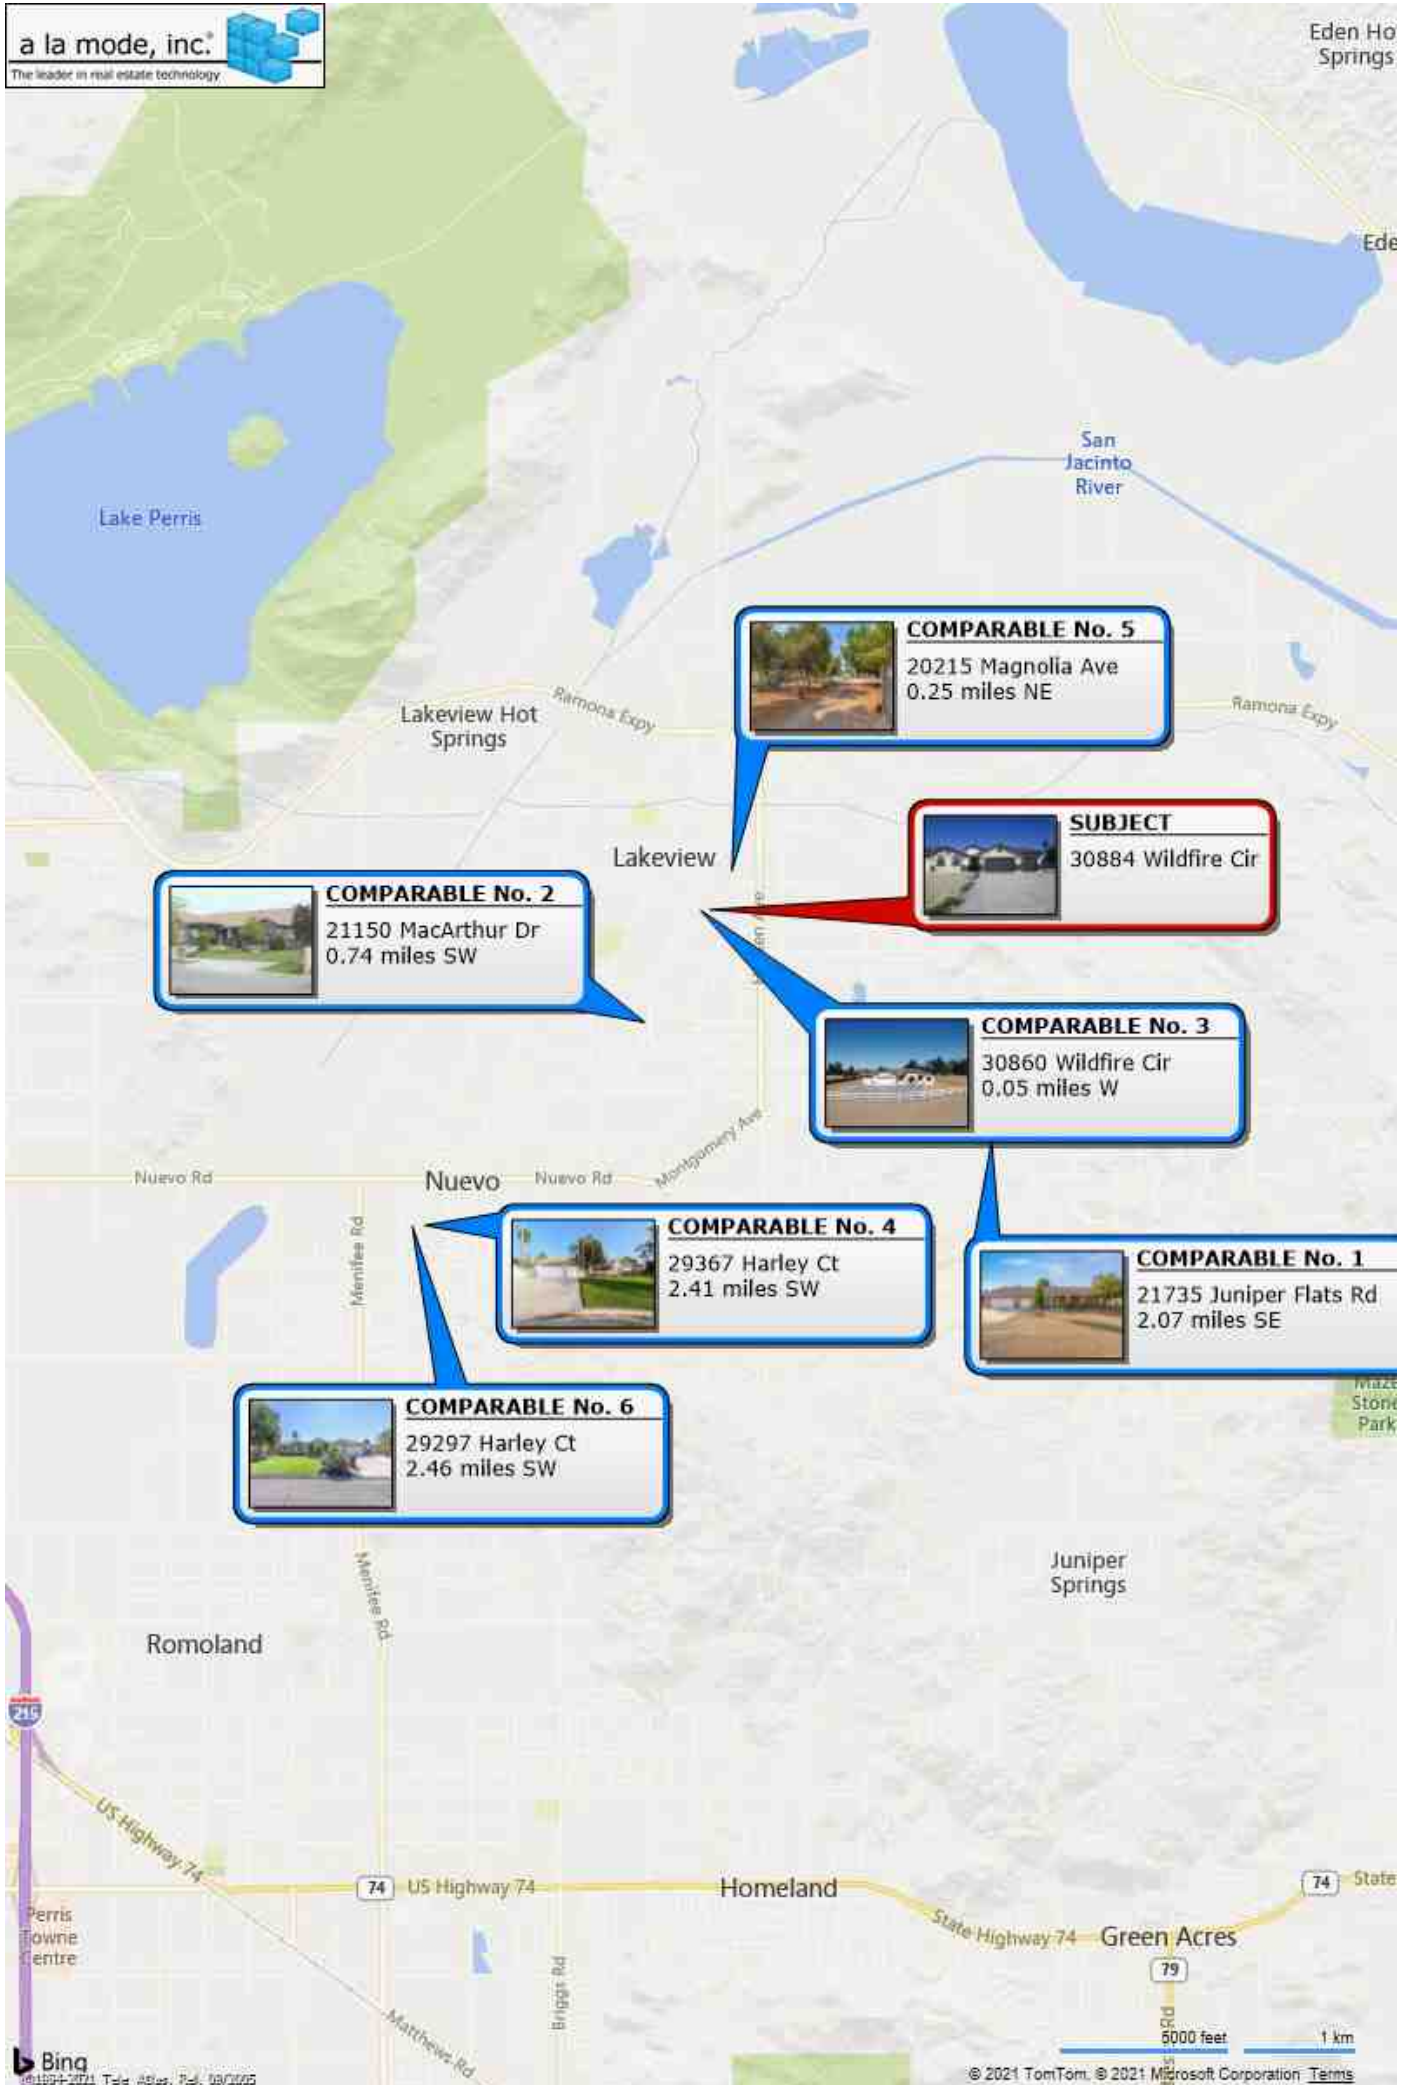 a la mode, inc.
The leader in real estate technology
Eden Ho
Springs
Ede
San
Jacinto
River
Lake Perris
COMPARABLE No. 5
20215 Magnolia Ave
0.25 miles NE
Lakeview Hot
Springs
Ramona Expy
Ramona Expy
SUBJECT
30884 Wildfire Cir
Lakeview
COMPARABLE No. 2
21150 MacArthur Dr
0.74 miles SW
COMPARABLE No. 3
30860 Wildfire Cir
0.05 miles W
Montgomery Ave
Nuevo Rd
Nuevo
Nuevo Rd
Menifee Rd
COMPARABLE No. 4
29367 Harley Ct
2.41 miles SW
COMPARABLE No. 1
21735 Juniper Flats Rd
2.07 miles SE
Maze
Stone
Park
COMPARABLE No. 6
29297 Harley Ct
2.46 miles SW
Menifee Rd
Juniper
Springs
Romoland
215
US Highway 74
74
US Highway 74
Homeland
74
State
State Highway 74
Green Acres
79
Perris
owne
entre
Briggs Rd
Matthews Rd
Rd
5000 feet
1 km
Bing
© 2021 TomTom, © 2021 Microsoft Corporation Terms